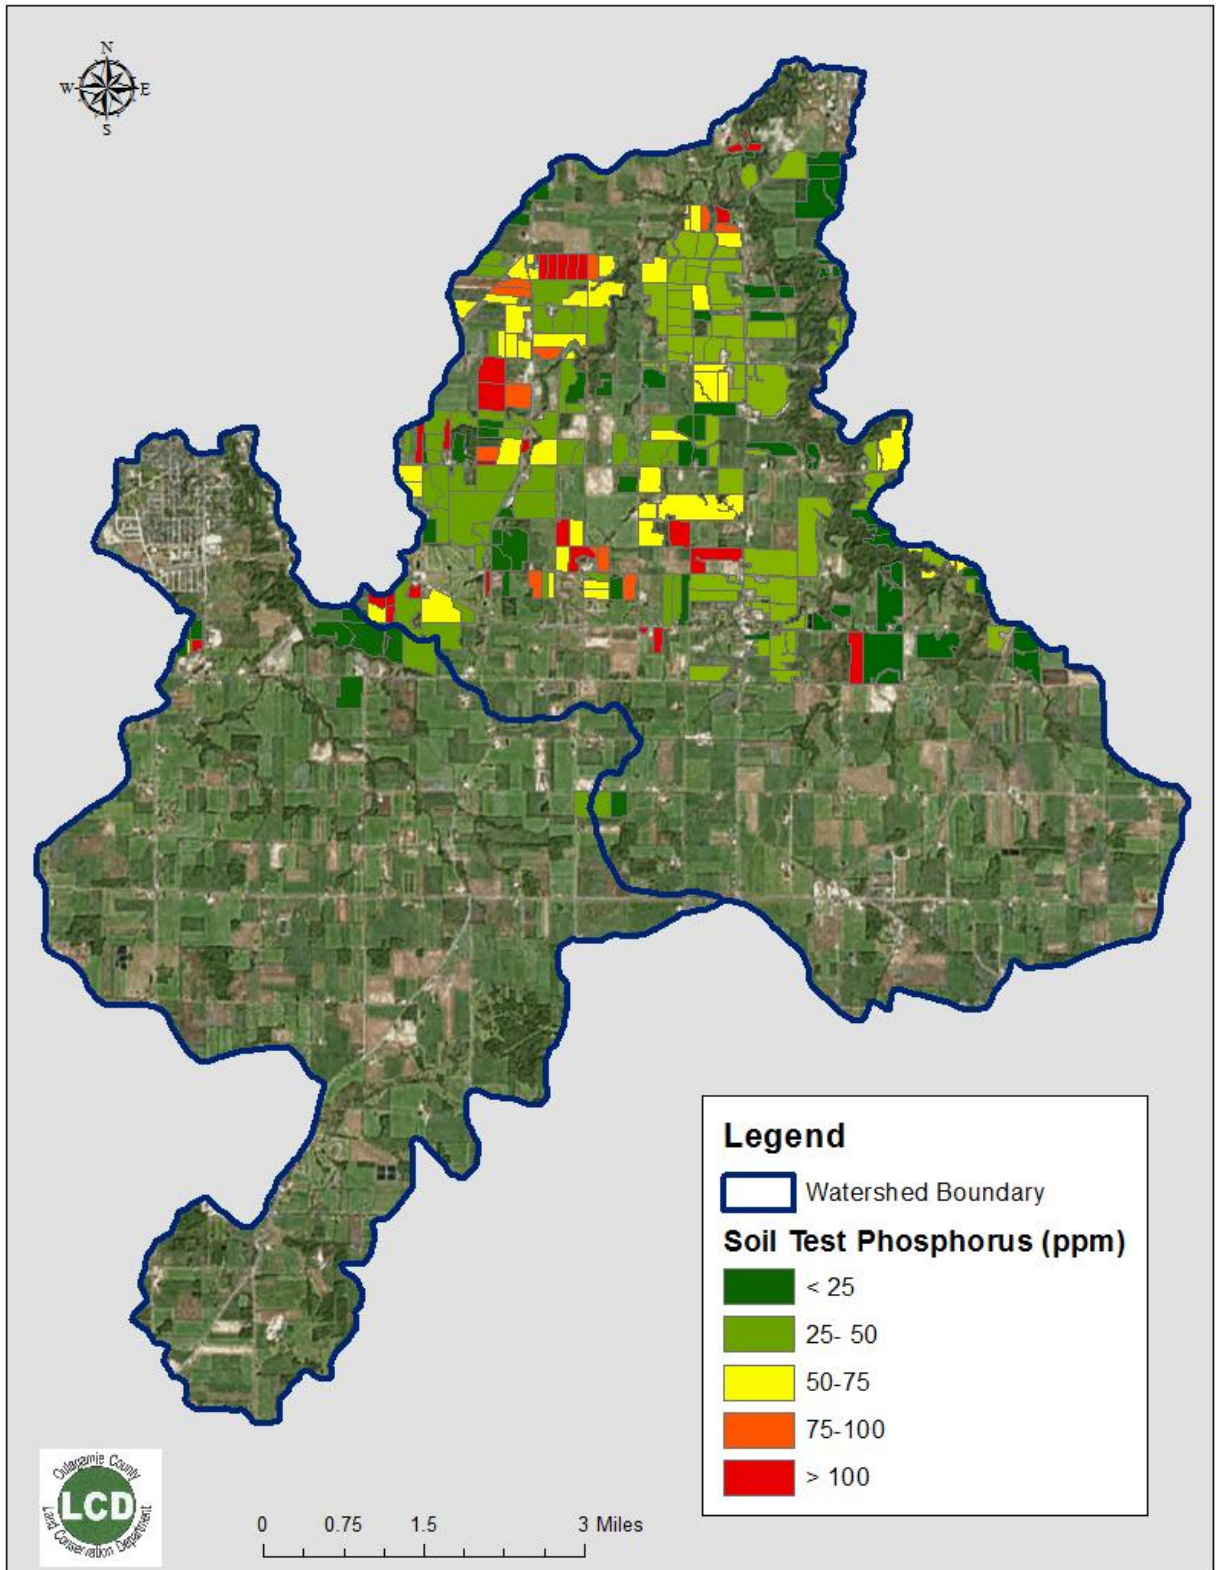 N
W E
S
Legend
Watershed Boundary
Soil Test Phosphorus (ppm)
< 25
25- 50
50-75
75-100
> 100
Outagamie County
LCD
Land Conservation Department
0 0.75 1.5 3 Miles